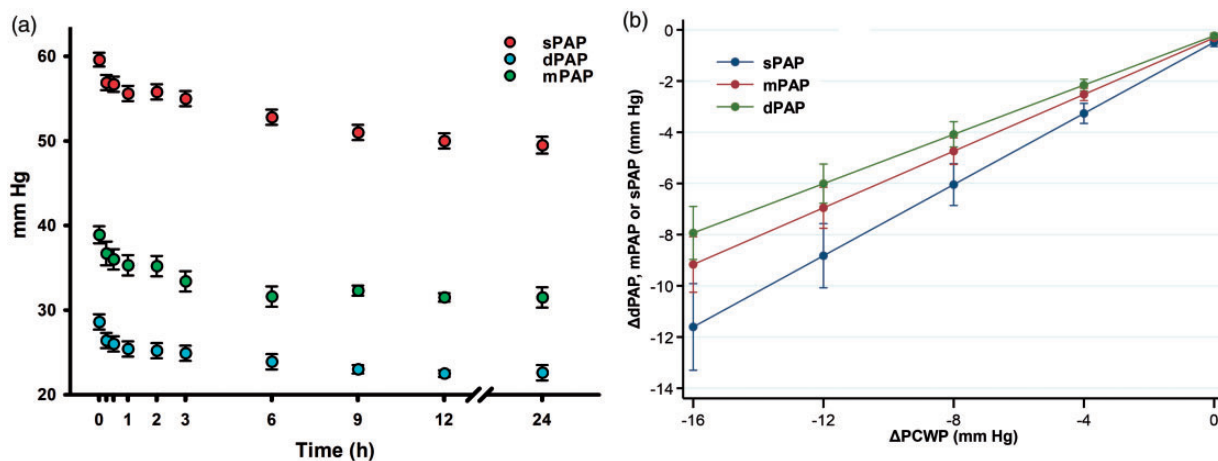 (a)
sPAP
dPAP
mPAP
60
50
40
30
20
mm Hg
0 1 2 3 6 9 12 24
Time (h)
(b)
sPAP
mPAP
dPAP
0
-2
-4
-6
-8
-10
-12
-14
ΔdPAP, mPAP or sPAP (mm Hg)
-16 -12 -8 -4 0
ΔPCWP (mm Hg)